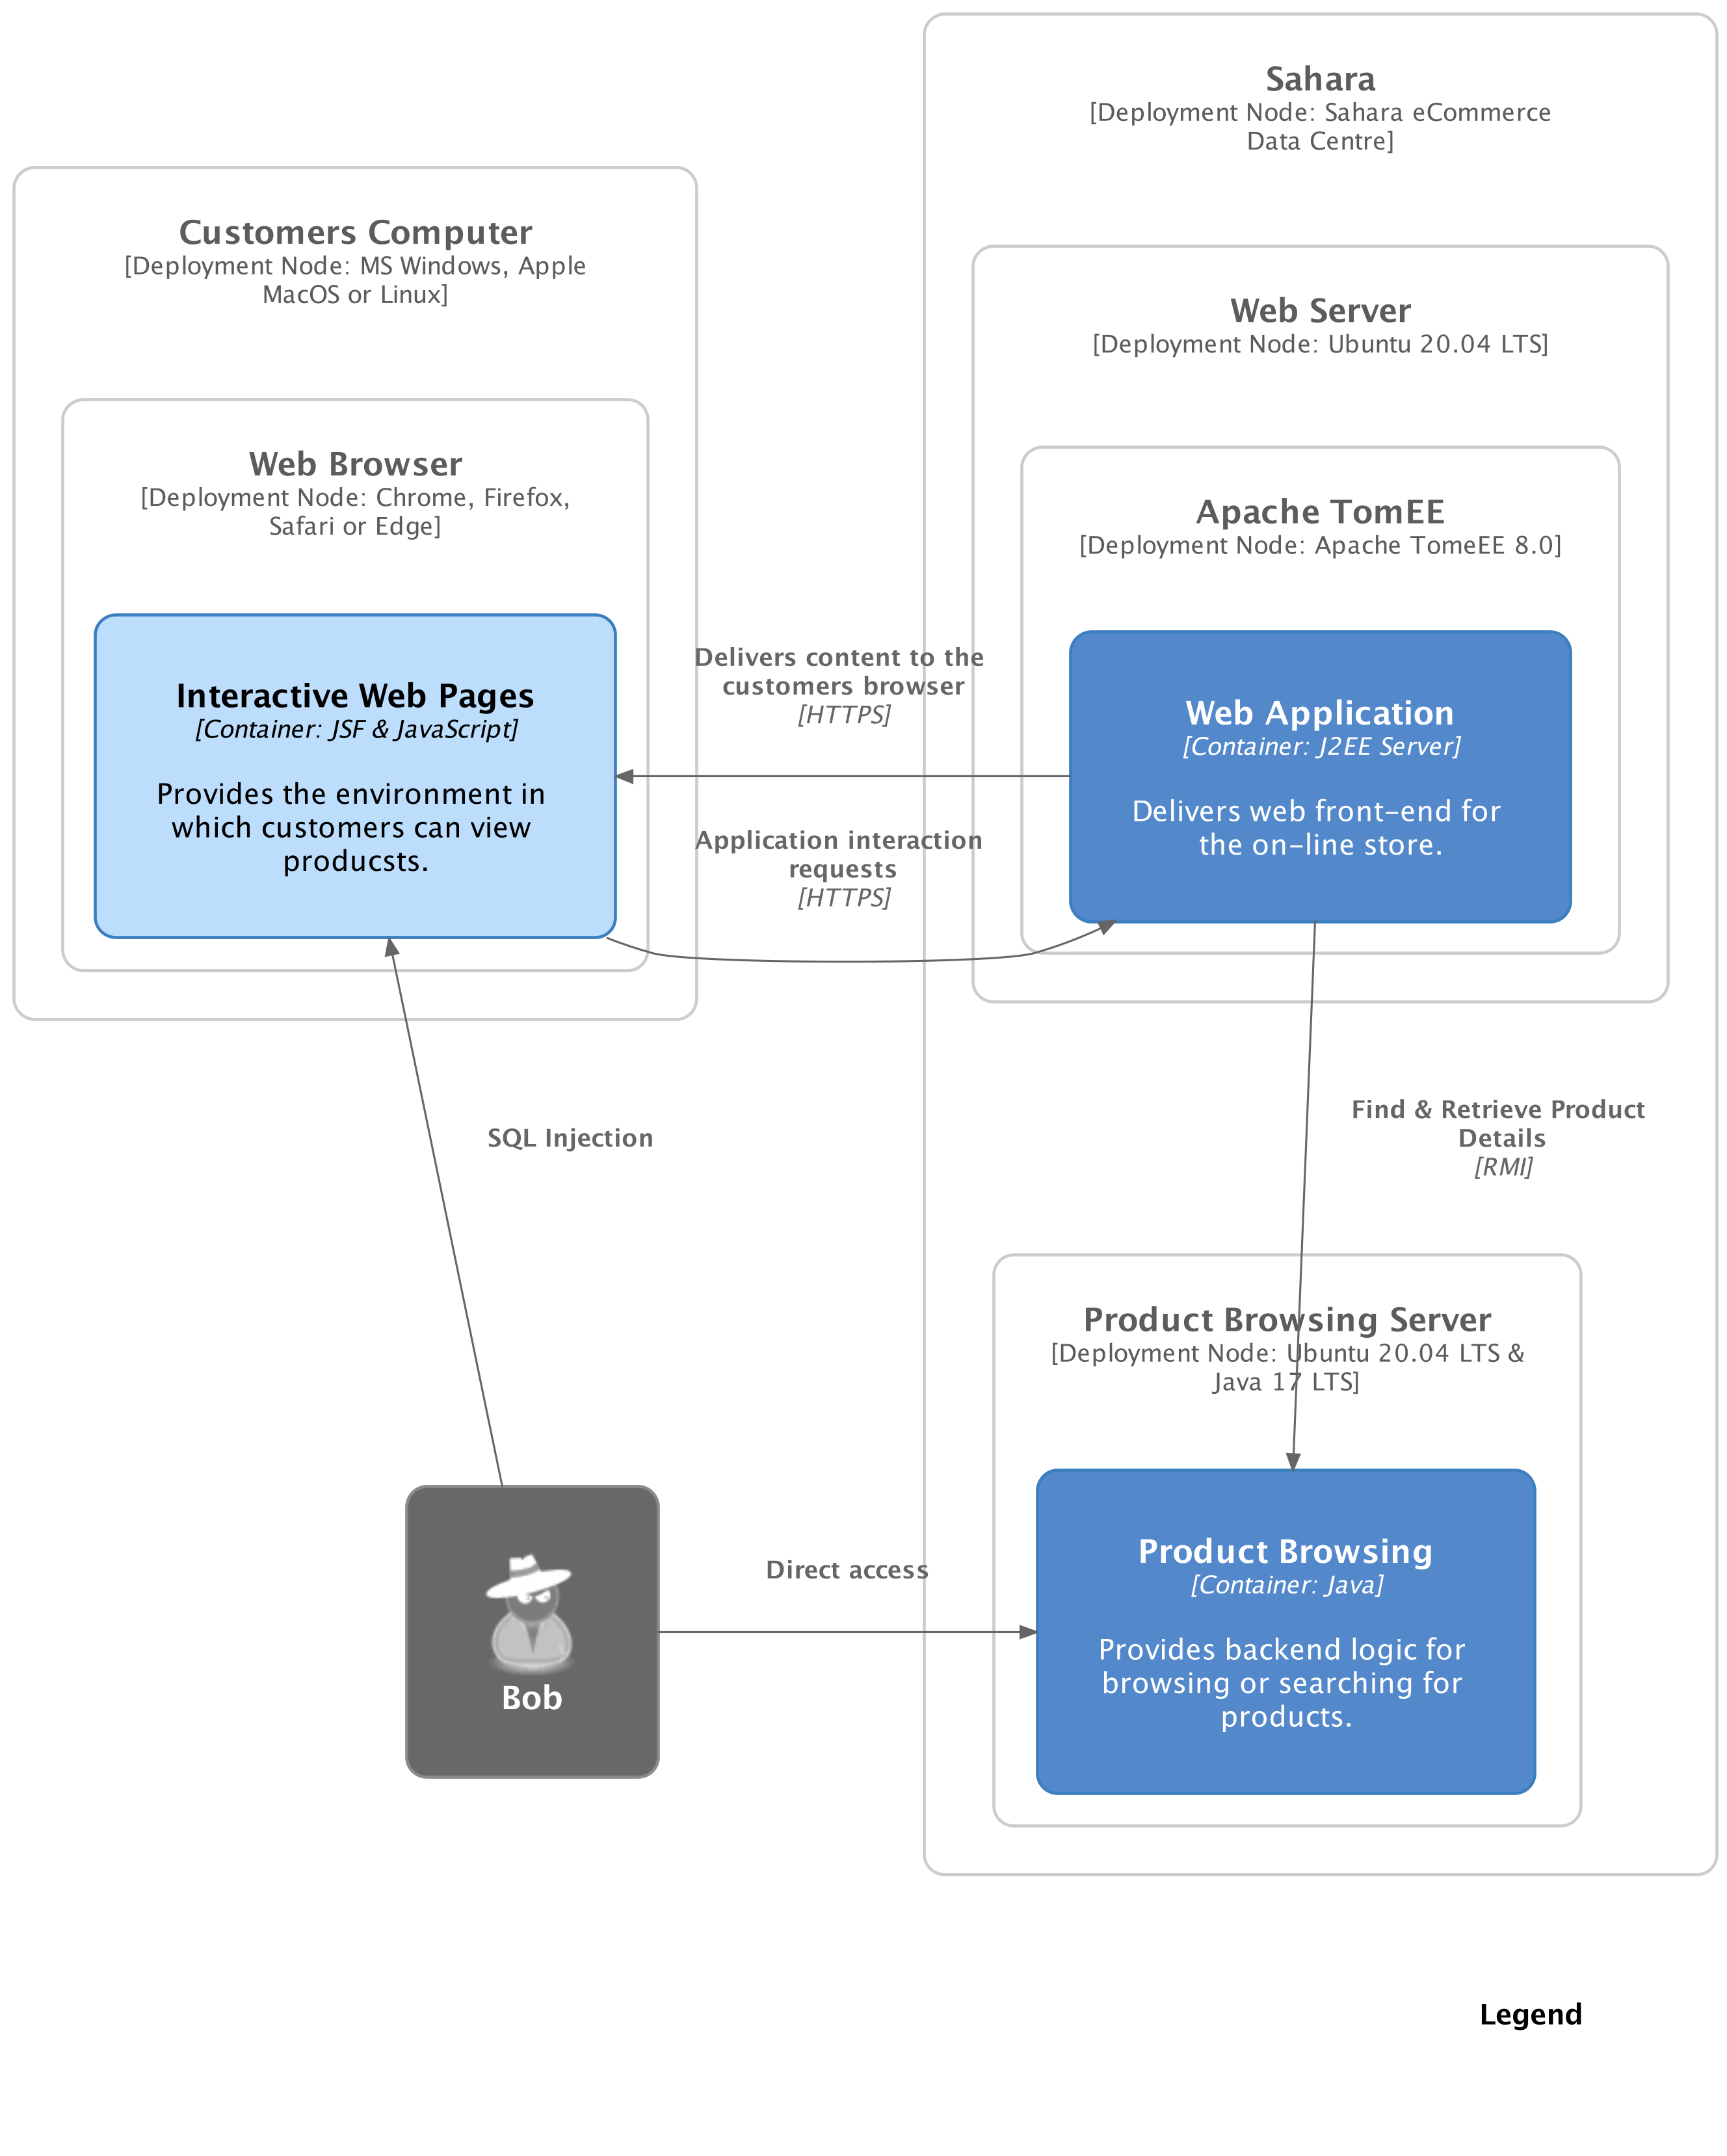 Sahara
[Deployment Node: Sahara eCommerce
Data Centre]
Customers Computer
[Deployment Node: MS Windows, Apple
MacOS or Linux]
Web Server
[Deployment Node: Ubuntu 20.04 LTS]
Web Browser
[Deployment Node: Chrome, Firefox,
Safari or Edge]
Apache TomEE
[Deployment Node: Apache TomeEE 8.0]
Interactive Web Pages
[Container: JSF & JavaScript]
Provides the environment in
which customers can view
producsts.
Delivers content to the
customers browser
[HTTPS]
Application interaction
requests
[HTTPS]
Web Application
[Container: J2EE Server]
Delivers web front-end for
the on-line store.
SQL Injection
Find & Retrieve Product
Details
[RMI]
Product Browsing Server
[Deployment Node: Ubuntu 20.04 LTS &
Java 17 LTS]
Bob
Direct access
Product Browsing
[Container: Java]
Provides backend logic for
browsing or searching for
products.
Legend